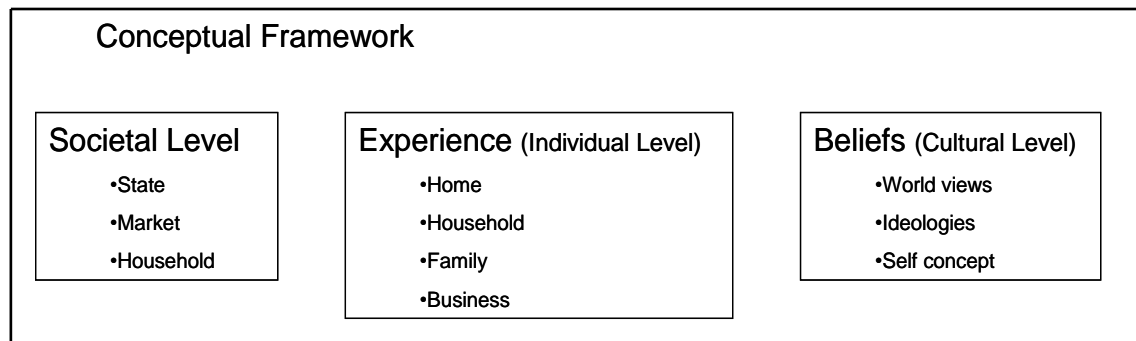 Conceptual Framework
Societal Level
•State
•Market
•Household
Experience (Individual Level)
•Home
•Household
•Family
•Business
Beliefs (Cultural Level)
•World views
•Ideologies
•Self concept